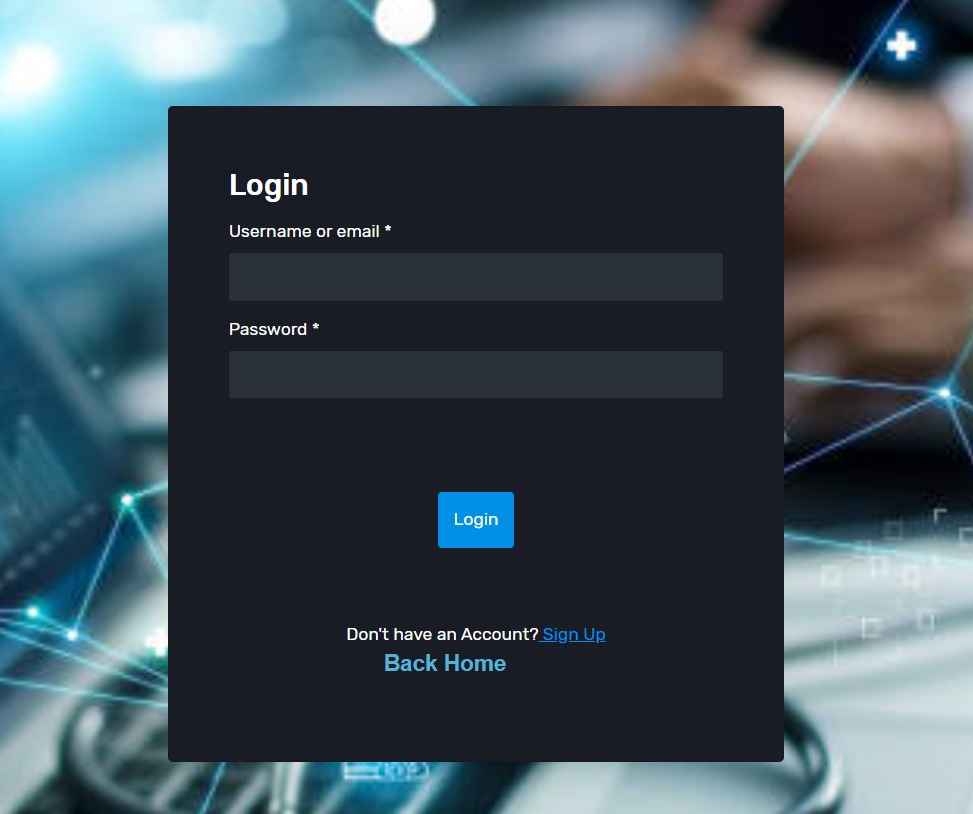 Login
Username or email *
Password *
Login
Don't have an Account? Sign Up
Back Home